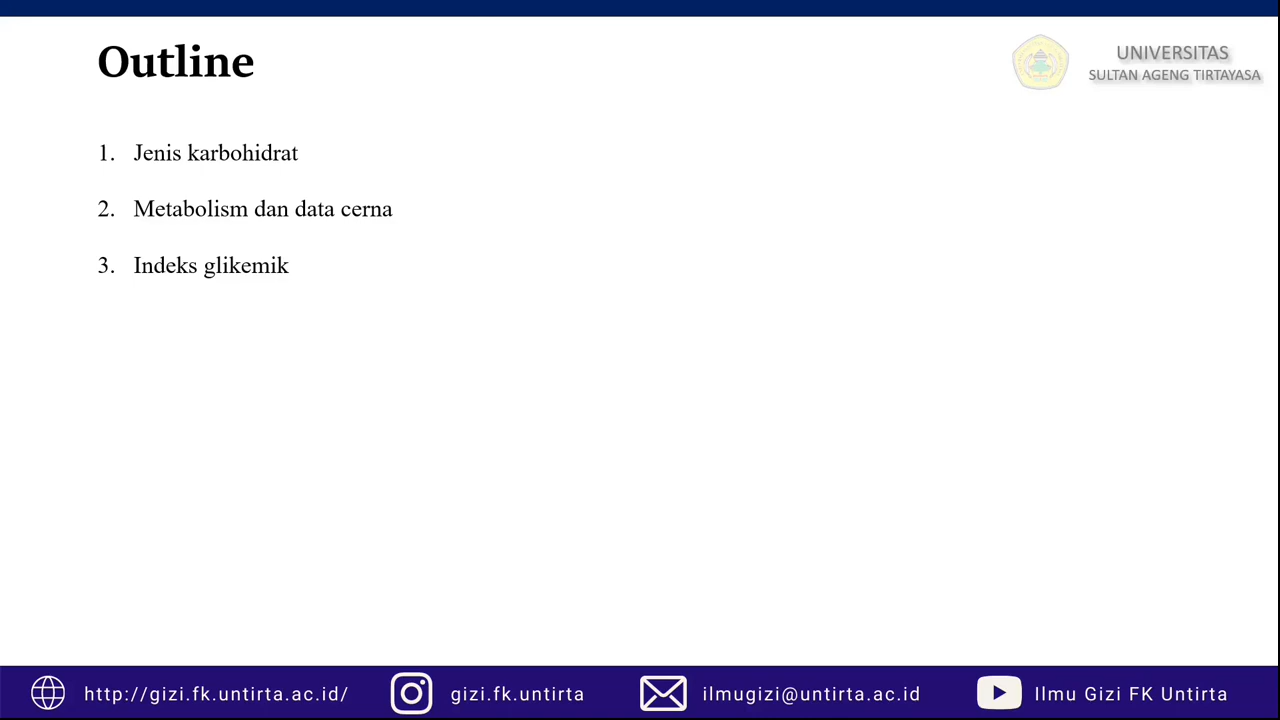 Outline
UNIVERSITAS
SULTAN AGENG TIRTAYASA
1. Jenis karbohidrat
2. Metabolism dan data cerna
3. Indeks glikemik
http://gizi.fk.untirta.ac.id/
gizi.fk.untirta
ilmugizi@untirta.ac.id
Ilmu Gizi FK Untirta